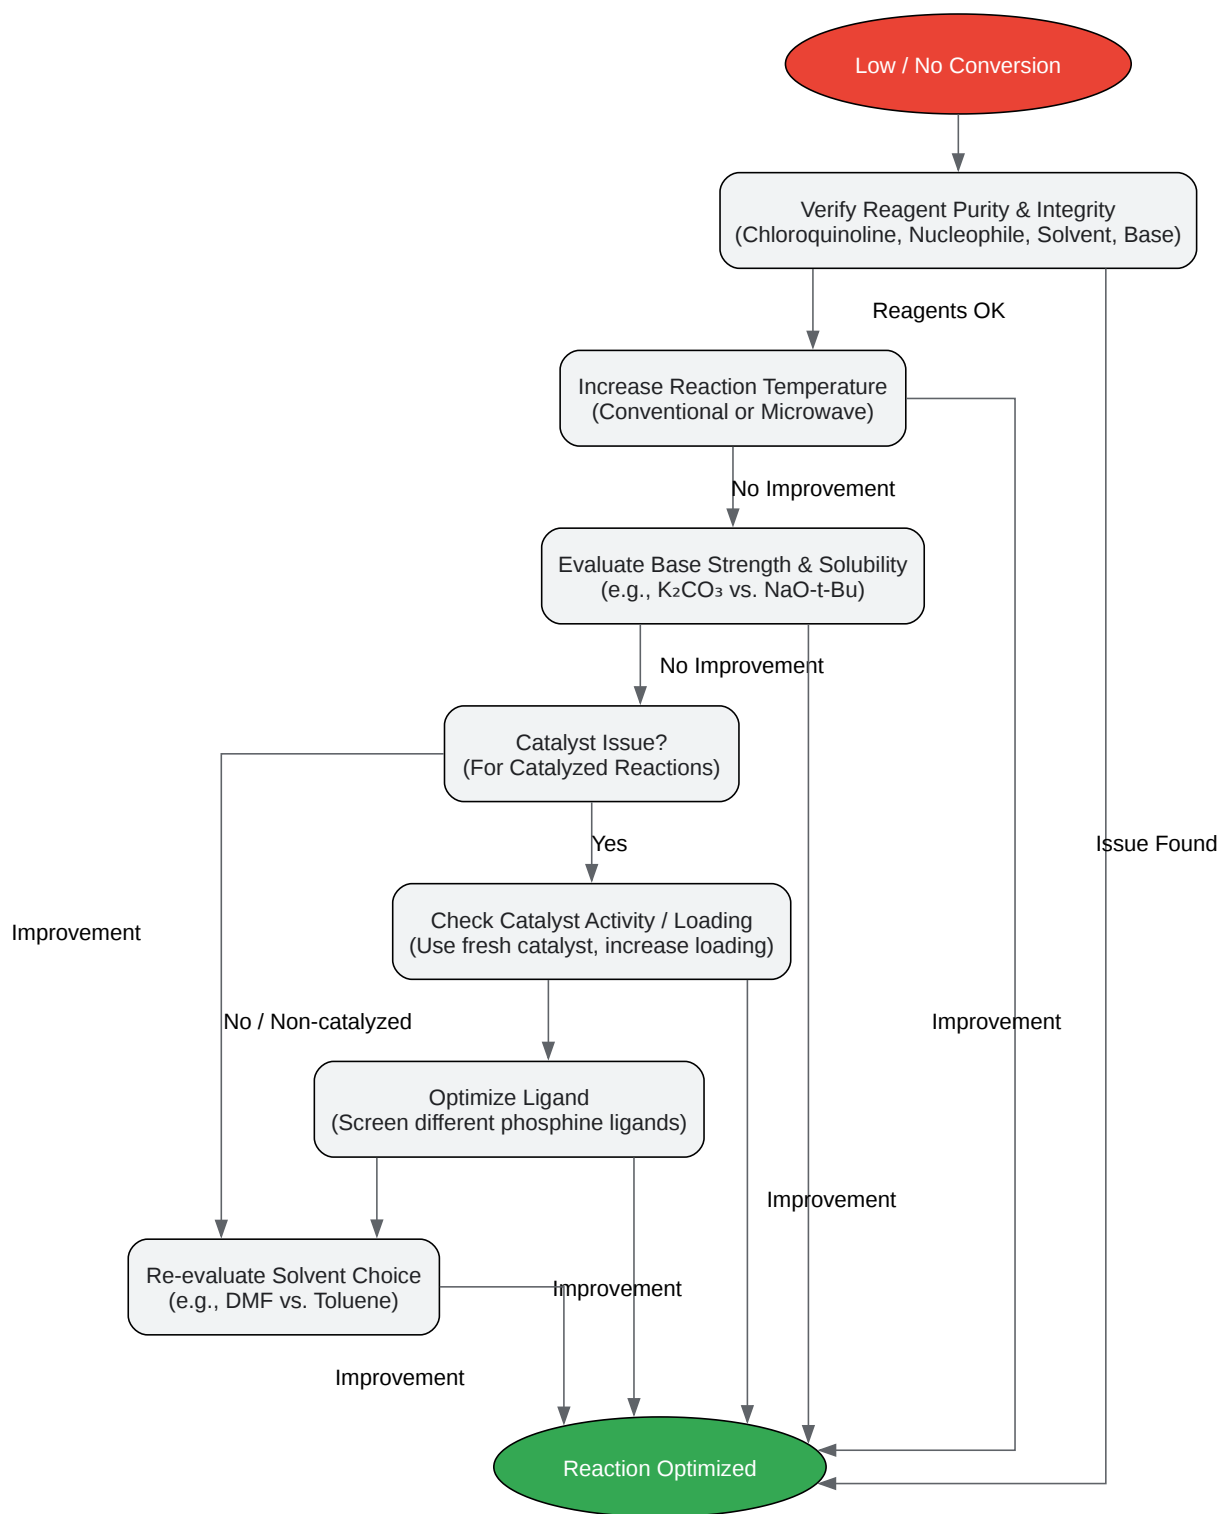 Low / No Conversion
Verify Reagent Purity & Integrity
(Chloroquinoline, Nucleophile, Solvent, Base)
Reagents OK
Increase Reaction Temperature
(Conventional or Microwave)
No Improvement
Evaluate Base Strength & Solubility
(e.g., K₂CO₃ vs. NaO-t-Bu)
No Improvement
Catalyst Issue?
(For Catalyzed Reactions)
Yes
Issue Found
Check Catalyst Activity / Loading
(Use fresh catalyst, increase loading)
Improvement
No / Non-catalyzed
Improvement
Optimize Ligand
(Screen different phosphine ligands)
Improvement
Re-evaluate Solvent Choice
(e.g., DMF vs. Toluene)
Improvement
Improvement
Reaction Optimized